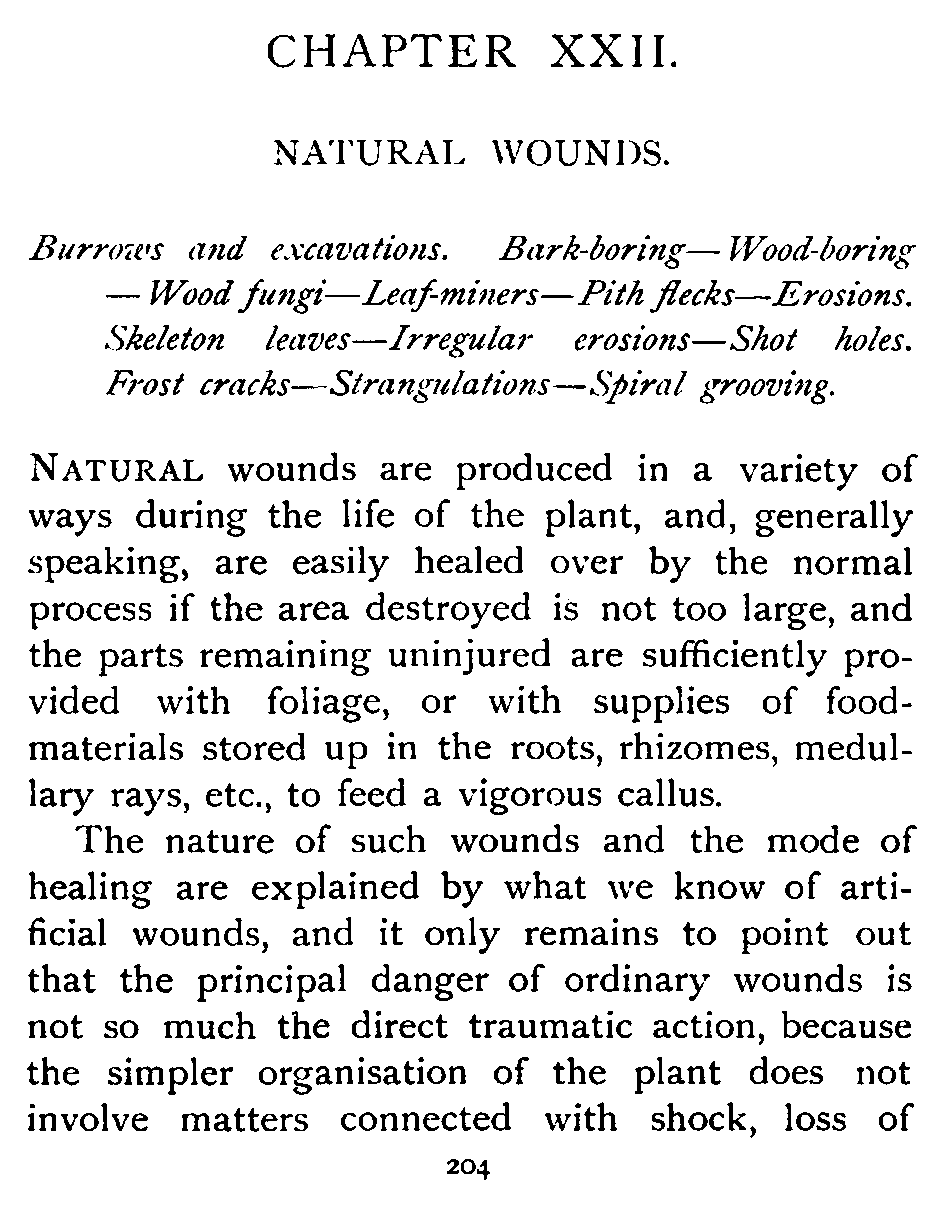 CHAPTER XXII.
NATURAL WOUNDS.
Burrows and excavations. Bark-boring—Wood-boring
—Wood fungi—Leaf-miners—Pith flecks—Erosions.
Skeleton leaves—Irregular erosions—Shot holes.
Frost cracks—Strangulations—Spiral grooving.
NATURAL wounds are produced in a variety of
ways during the life of the plant, and, generally
speaking, are easily healed over by the normal
process if the area destroyed is not too large, and
the parts remaining uninjured are sufficiently pro-
vided with foliage, or with supplies of food-
materials stored up in the roots, rhizomes, medul-
lary rays, etc., to feed a vigorous callus.
The nature of such wounds and the mode of
healing are explained by what we know of arti-
ficial wounds, and it only remains to point out
that the principal danger of ordinary wounds is
not so much the direct traumatic action, because
the simpler organisation of the plant does not
involve matters connected with shock, loss of
204